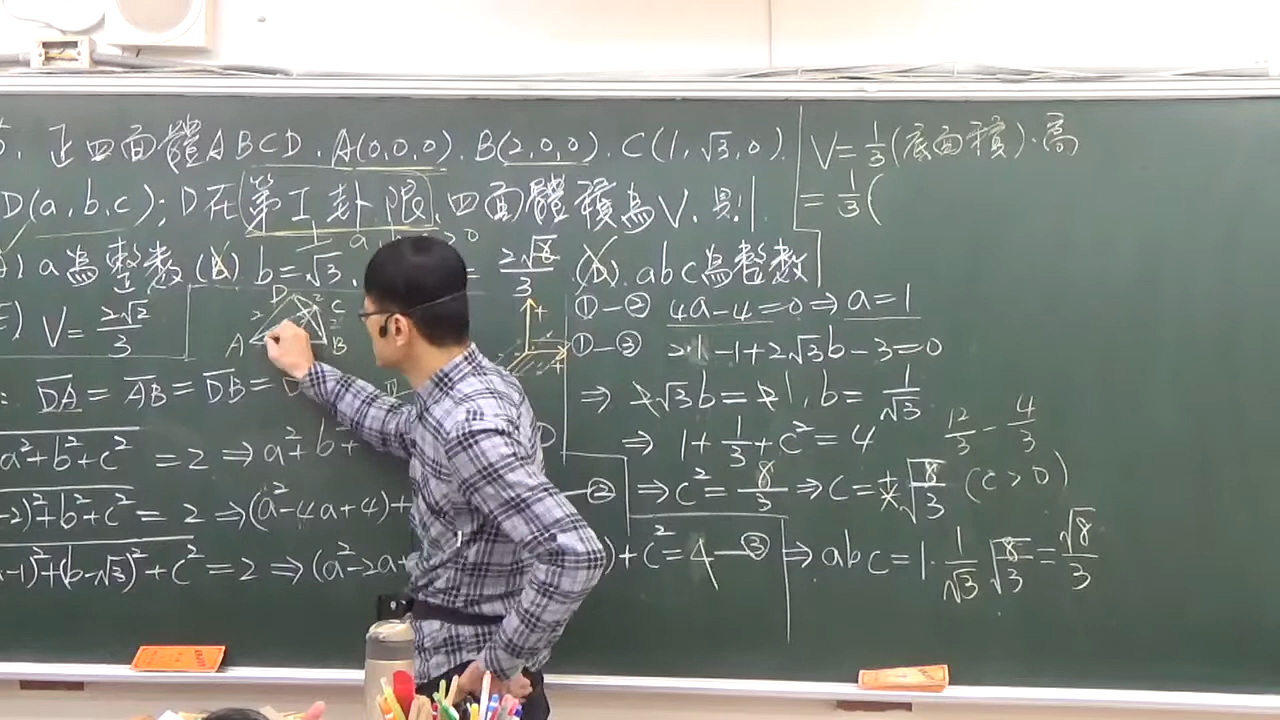 正四面體ABCD. A(0,0,0). B(2,0,0). C(1,√3,0).
D(a,b,c); D在第I卦限. 四面體積為V. 則
a為整數 b=√3. = 2√8/3 (D). abc為整數
V=2√2/3
D 2 C
2
A B
DA = AB = DB =
a²+b²+c² = 2 ⇒ a²+b²
-2)²+b²+c² = 2 ⇒ (a²-4a+4)+ —②
-1)²+(b-√3)²+c² = 2 ⇒ (a²-2a+ )+c²=4—③
V=1/3(底面積)·高
=1/3(
①-② 4a-4=0 ⇒ a=1
①-③ 2·1-1+2√3b-3=0
⇒ 2√3b=21, b=1/√3
⇒ 1+1/3+c²=4 12/3-4/3
⇒ c²=8/3 ⇒ c=±√8/3 (c>0)
⇒ abc=1·1/√3 √8/3=√8/3